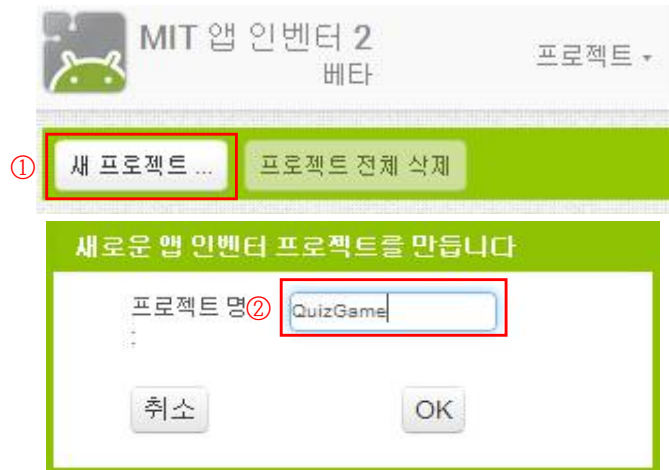 MIT 앱 인벤터 2
베타
프로젝트
① 새 프로젝트 ... 프로젝트 전체 삭제
새로운 앱 인벤터 프로젝트를 만듭니다
프로젝트 명② QuizGame
:
취소 OK